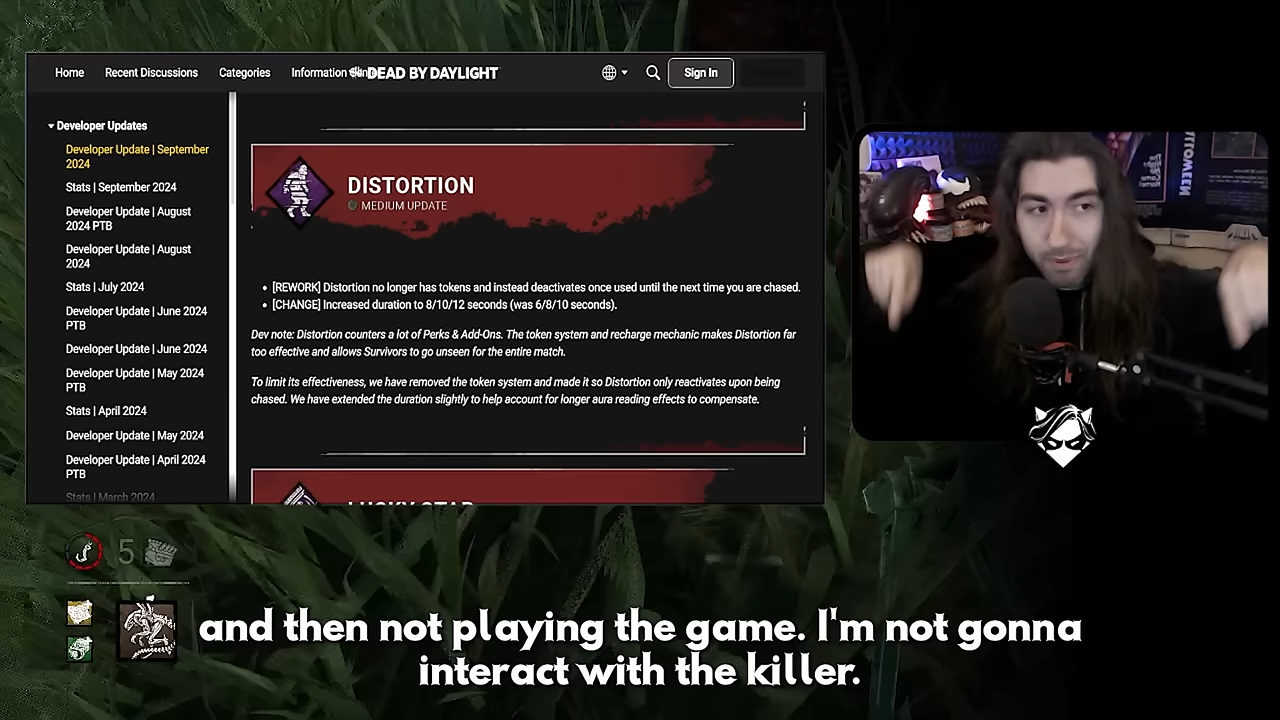 Home Recent Discussions Categories Information DEAD BY DAYLIGHT Sign In
Developer Updates
Developer Update | September
2024
Stats | September 2024
Developer Update | August
2024 PTB
Developer Update | August
2024
Stats | July 2024
Developer Update | June 2024
PTB
Developer Update | June 2024
Developer Update | May 2024
PTB
Stats | April 2024
Developer Update | May 2024
Developer Update | April 2024
PTB
Stats | March 2024
DISTORTION
MEDIUM UPDATE
• [REWORK] Distortion no longer has tokens and instead deactivates once used until the next time you are chased.
• [CHANGE] Increased duration to 8/10/12 seconds (was 6/8/10 seconds).
Dev note: Distortion counters a lot of Perks & Add-Ons. The token system and recharge mechanic makes Distortion far
too effective and allows Survivors to go unseen for the entire match.
To limit its effectiveness, we have removed the token system and made it so Distortion only reactivates upon being
chased. We have extended the duration slightly to help account for longer aura reading effects to compensate.
LUCKY STAR
HALLOWEEN
5
and then not playing the game. I'm not gonna
interact with the killer.